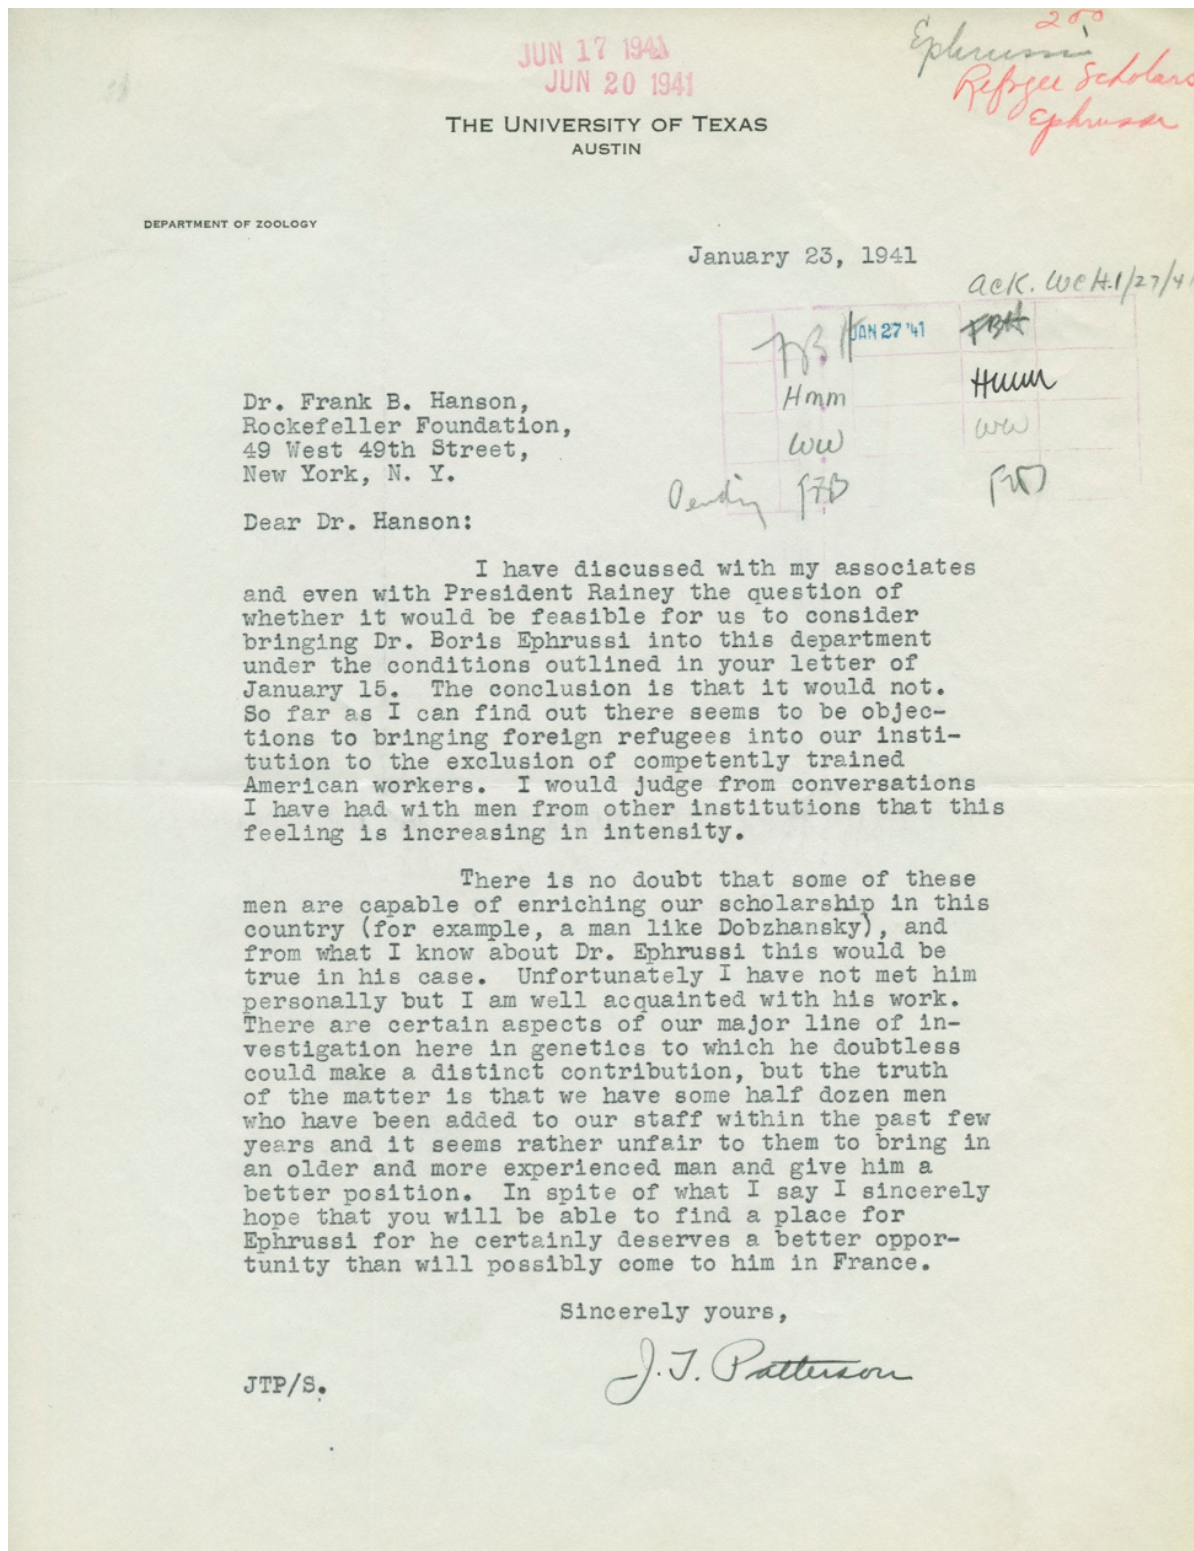 200
Ephrussi
JUN 17 1941
JUN 20 1941
Refugee Scholars
Ephrussi
THE UNIVERSITY OF TEXAS
AUSTIN
DEPARTMENT OF ZOOLOGY
January 23, 1941
ack. WCH. 1/27/41
FBH JAN 27 '41 FBH
Hmm Hmm
WW WW
Pending
Dr. Frank B. Hanson,
Rockefeller Foundation,
49 West 49th Street,
New York, N. Y.
Dear Dr. Hanson:
I have discussed with my associates
and even with President Rainey the question of
whether it would be feasible for us to consider
bringing Dr. Boris Ephrussi into this department
under the conditions outlined in your letter of
January 15. The conclusion is that it would not.
So far as I can find out there seems to be objec-
tions to bringing foreign refugees into our insti-
tution to the exclusion of competently trained
American workers. I would judge from conversations
I have had with men from other institutions that this
feeling is increasing in intensity.
There is no doubt that some of these
men are capable of enriching our scholarship in this
country (for example, a man like Dobzhansky), and
from what I know about Dr. Ephrussi this would be
true in his case. Unfortunately I have not met him
personally but I am well acquainted with his work.
There are certain aspects of our major line of in-
vestigation here in genetics to which he doubtless
could make a distinct contribution, but the truth
of the matter is that we have some half dozen men
who have been added to our staff within the past few
years and it seems rather unfair to them to bring in
an older and more experienced man and give him a
better position. In spite of what I say I sincerely
hope that you will be able to find a place for
Ephrussi for he certainly deserves a better oppor-
tunity than will possibly come to him in France.
Sincerely yours,
J. T. Patterson
JTP/S.